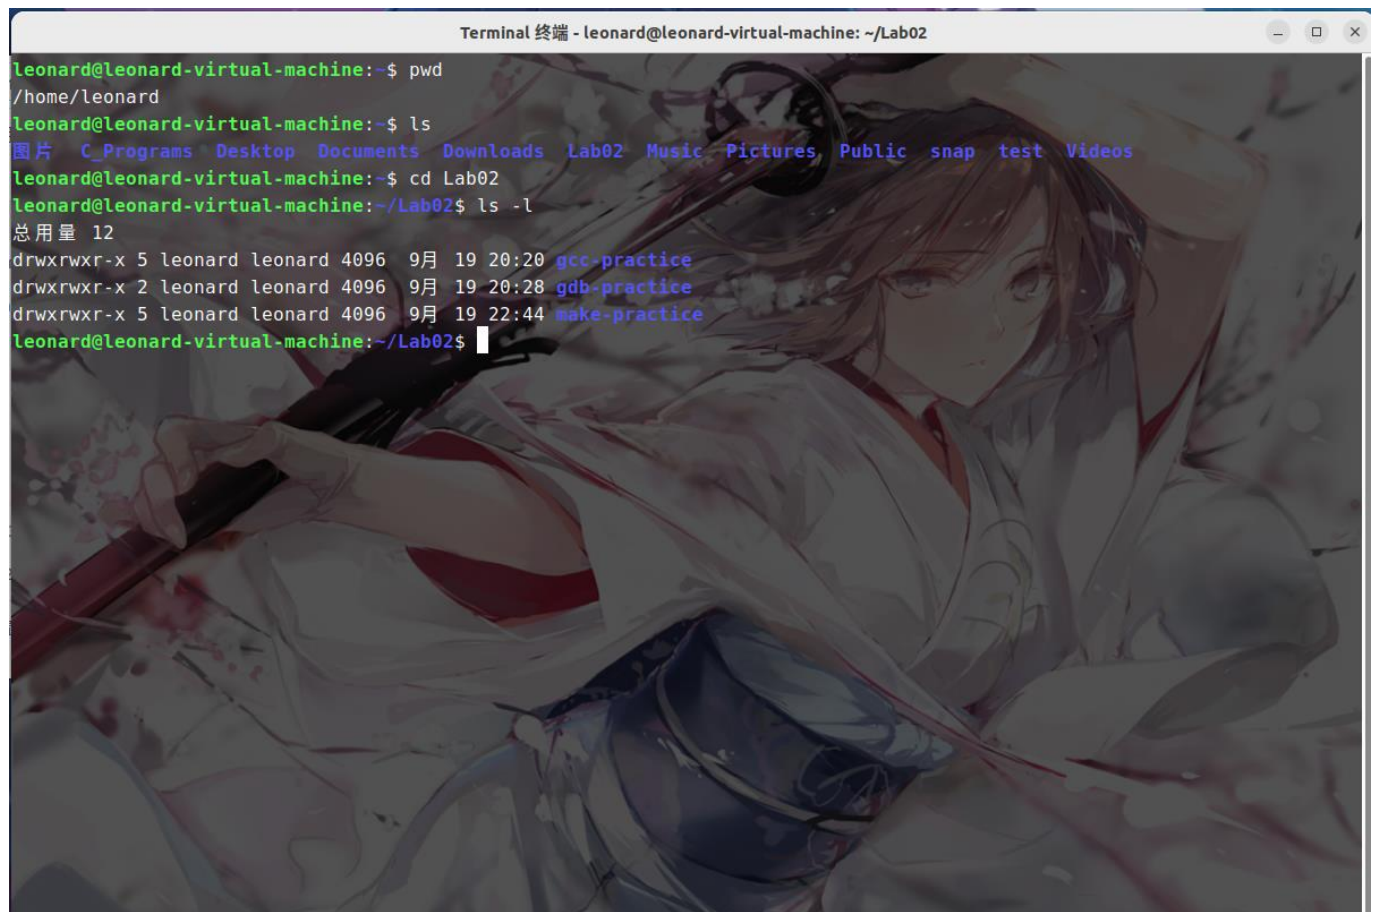 Terminal 终端 - leonard@leonard-virtual-machine: ~/Lab02
leonard@leonard-virtual-machine:~$ pwd
/home/leonard
leonard@leonard-virtual-machine:~$ ls
图片  C_Programs  Desktop  Documents  Downloads  Lab02  Music  Pictures  Public  snap  test  Videos
leonard@leonard-virtual-machine:~$ cd Lab02
leonard@leonard-virtual-machine:~/Lab02$ ls -l
总用量 12
drwxrwxr-x 5 leonard leonard 4096  9月  19 20:20 gcc-practice
drwxrwxr-x 2 leonard leonard 4096  9月  19 20:28 gdb-practice
drwxrwxr-x 5 leonard leonard 4096  9月  19 22:44 make-practice
leonard@leonard-virtual-machine:~/Lab02$